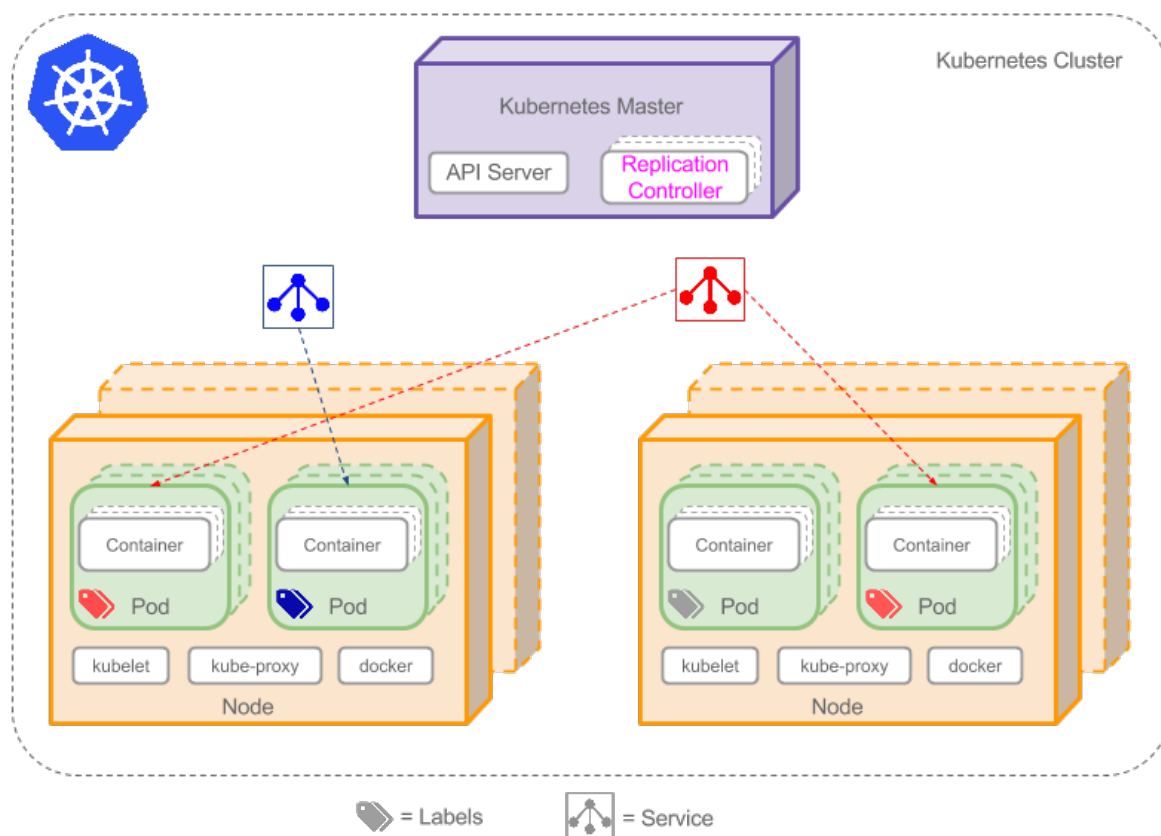 Kubernetes Cluster
Kubernetes Master
API Server
Replication
Controller
Container
Container
Pod
Pod
kubelet
kube-proxy
docker
Node
Container
Container
Pod
Pod
kubelet
kube-proxy
docker
Node
= Labels
= Service